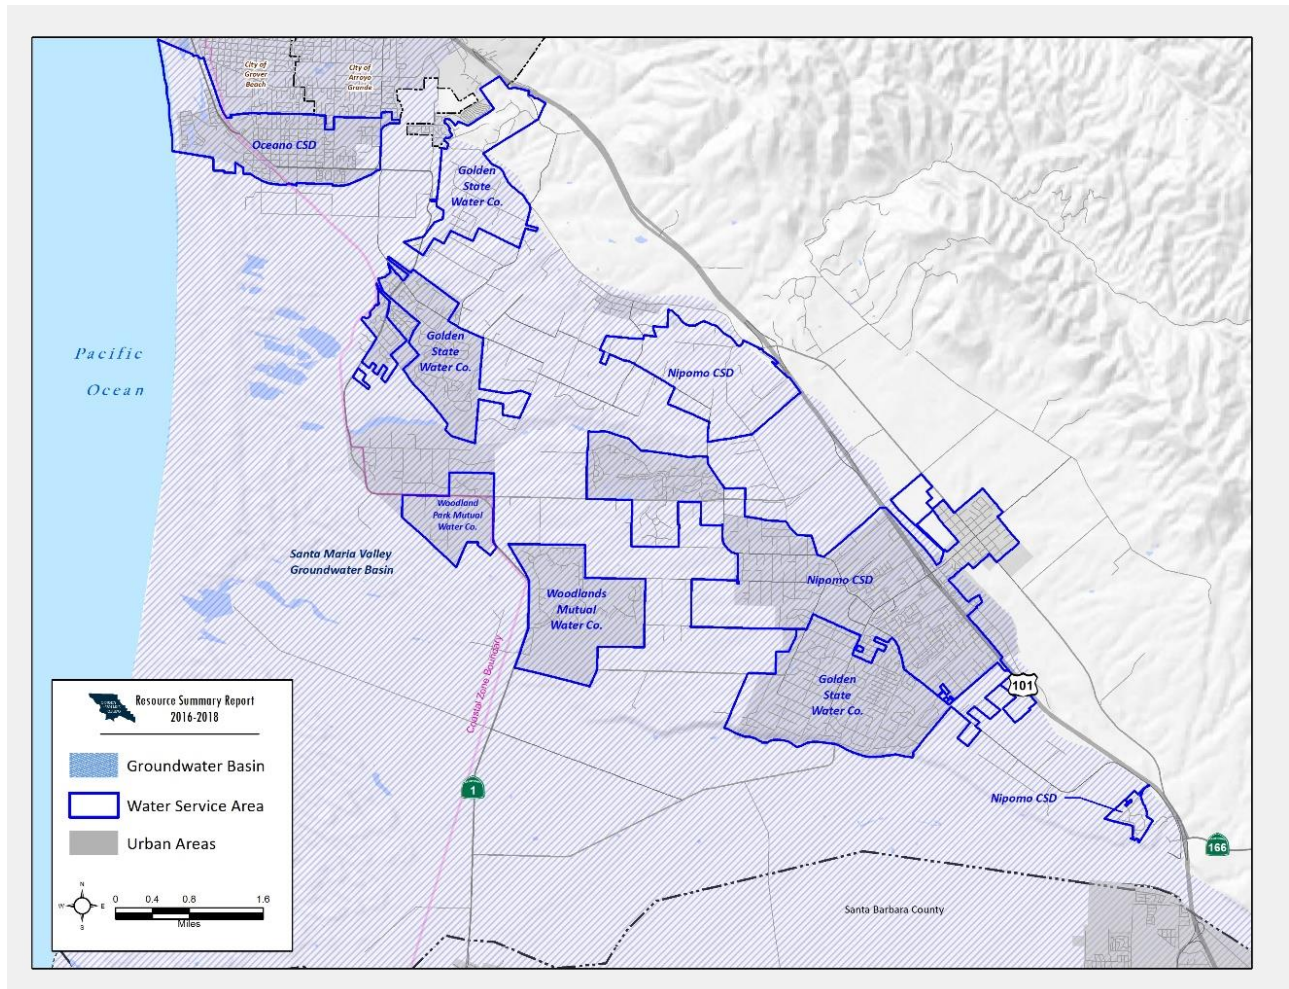 City of
Grover
Beach
City of
Arroyo
Grande
Oceano CSD
Golden
State
Water Co.
Golden
State
Water Co.
Nipomo CSD
Pacific
Ocean
Woodland
Park Mutual
Water Co.
Santa Maria Valley
Groundwater Basin
Woodlands
Mutual
Water Co.
Nipomo CSD
Golden
State
Water Co.
101
Coastal Zone Boundary
1
Nipomo CSD
166
Santa Barbara County
Resource Summary Report
2016-2018
Groundwater Basin
Water Service Area
Urban Areas
N
W
E
S
0 0.4 0.8 1.6
Miles